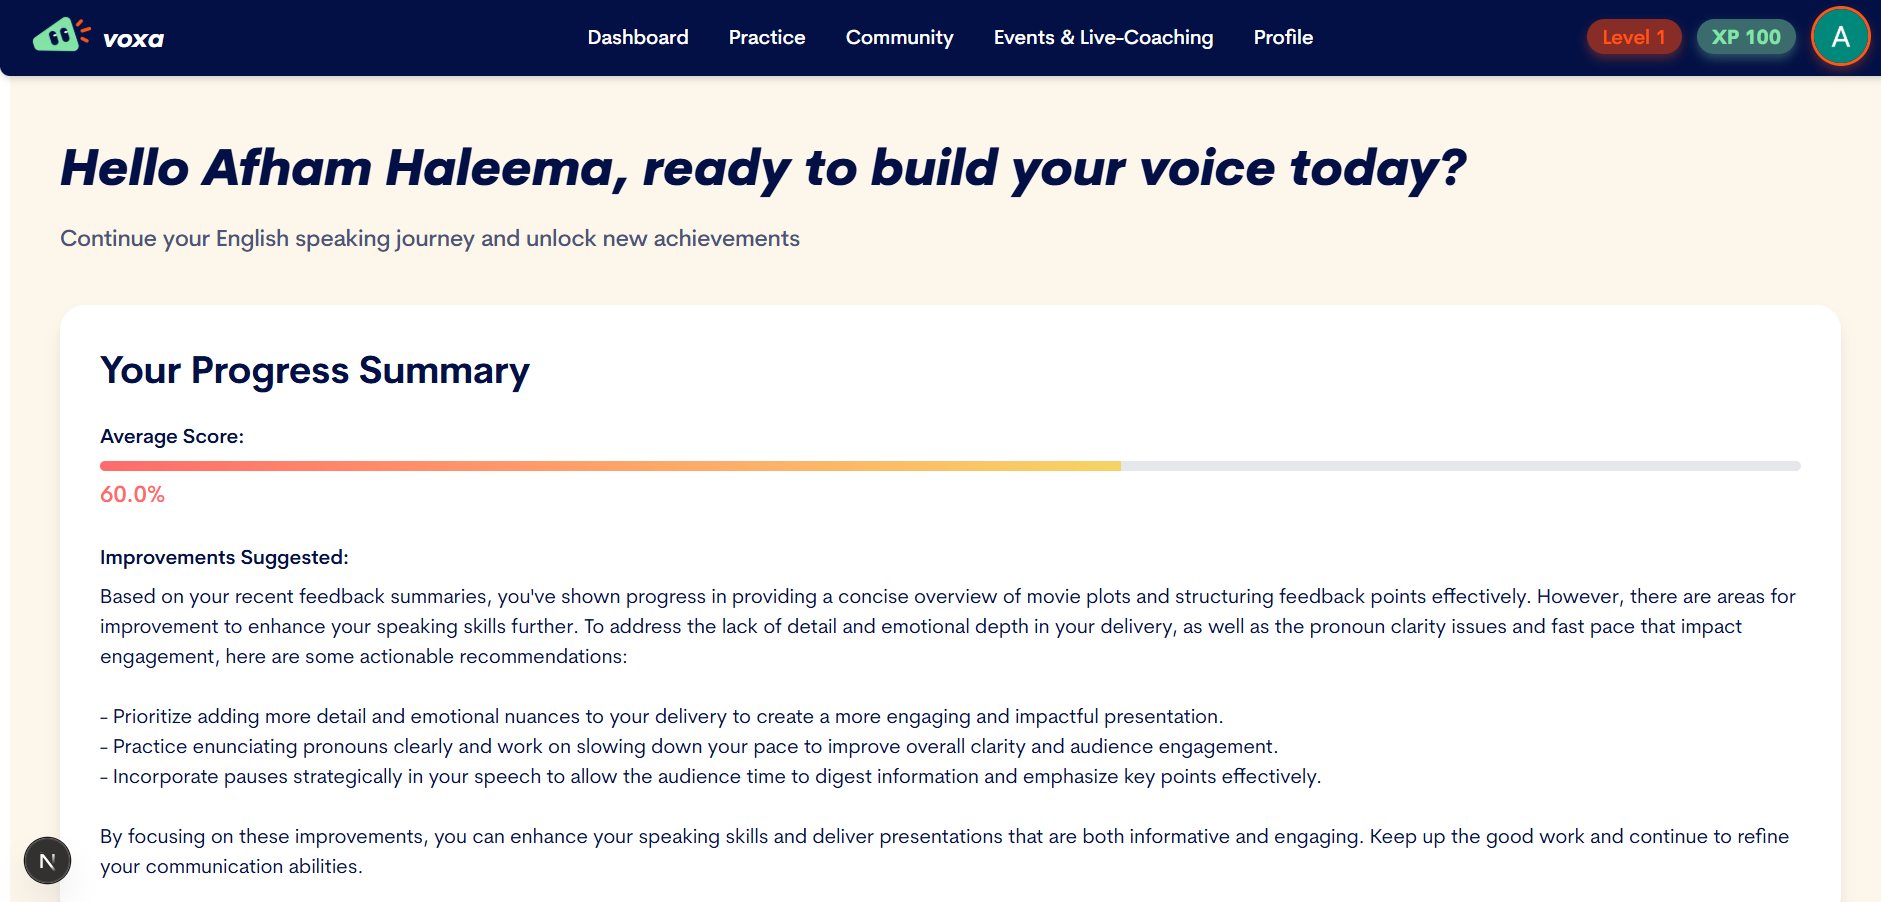 voxa
Dashboard
Practice
Community
Events & Live-Coaching
Profile
Level 1
XP 100
A
Hello Afham Haleema, ready to build your voice today?
Continue your English speaking journey and unlock new achievements
Your Progress Summary
Average Score:
60.0%
Improvements Suggested:
Based on your recent feedback summaries, you've shown progress in providing a concise overview of movie plots and structuring feedback points effectively. However, there are areas for
improvement to enhance your speaking skills further. To address the lack of detail and emotional depth in your delivery, as well as the pronoun clarity issues and fast pace that impact
engagement, here are some actionable recommendations:
- Prioritize adding more detail and emotional nuances to your delivery to create a more engaging and impactful presentation.
- Practice enunciating pronouns clearly and work on slowing down your pace to improve overall clarity and audience engagement.
- Incorporate pauses strategically in your speech to allow the audience time to digest information and emphasize key points effectively.
By focusing on these improvements, you can enhance your speaking skills and deliver presentations that are both informative and engaging. Keep up the good work and continue to refine
your communication abilities.
N